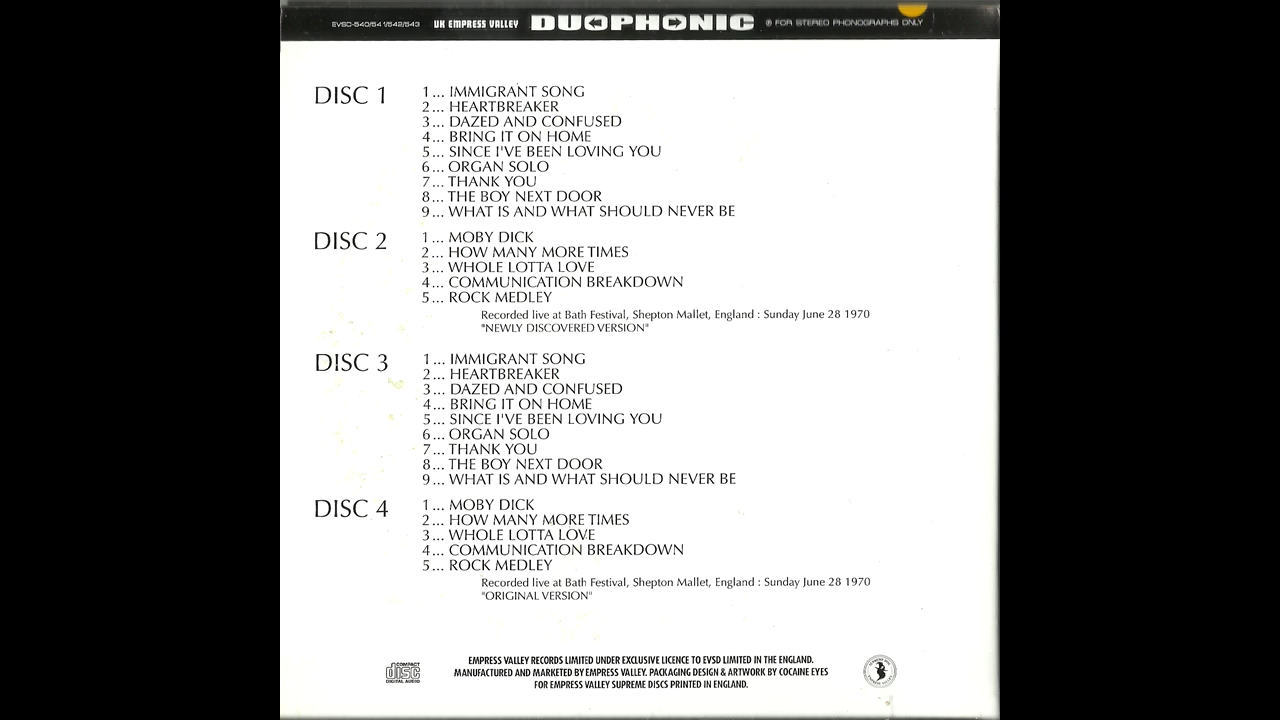 EVSD-540/541/542/543 UK EMPRESS VALLEY DUOPHONIC ℗ FOR STEREO PHONOGRAPHS ONLY
DISC 1
1... IMMIGRANT SONG
2... HEARTBREAKER
3... DAZED AND CONFUSED
4... BRING IT ON HOME
5... SINCE I'VE BEEN LOVING YOU
6... ORGAN SOLO
7... THANK YOU
8... THE BOY NEXT DOOR
9... WHAT IS AND WHAT SHOULD NEVER BE
DISC 2
1... MOBY DICK
2... HOW MANY MORE TIMES
3... WHOLE LOTTA LOVE
4... COMMUNICATION BREAKDOWN
5... ROCK MEDLEY
Recorded live at Bath Festival, Shepton Mallet, England : Sunday June 28 1970
"NEWLY DISCOVERED VERSION"
DISC 3
1... IMMIGRANT SONG
2... HEARTBREAKER
3... DAZED AND CONFUSED
4... BRING IT ON HOME
5... SINCE I'VE BEEN LOVING YOU
6... ORGAN SOLO
7... THANK YOU
8... THE BOY NEXT DOOR
9... WHAT IS AND WHAT SHOULD NEVER BE
DISC 4
1... MOBY DICK
2... HOW MANY MORE TIMES
3... WHOLE LOTTA LOVE
4... COMMUNICATION BREAKDOWN
5... ROCK MEDLEY
Recorded live at Bath Festival, Shepton Mallet, England : Sunday June 28 1970
"ORIGINAL VERSION"
COMPACT
disc
DIGITAL AUDIO
EMPRESS VALLEY RECORDS LIMITED UNDER EXCLUSIVE LICENCE TO EVSD LIMITED IN THE ENGLAND.
MANUFACTURED AND MARKETED BY EMPRESS VALLEY. PACKAGING DESIGN & ARTWORK BY COCAINE EYES
FOR EMPRESS VALLEY SUPREME DISCS PRINTED IN ENGLAND.